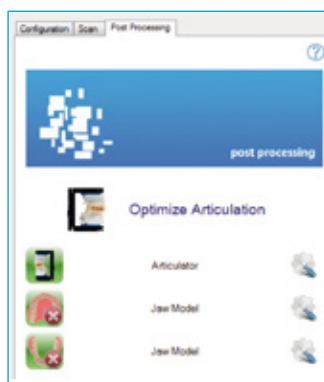 Configuration Scan Post Processing
?
post processing
Optimize Articulation
Articulator
Jaw Model
Jaw Model